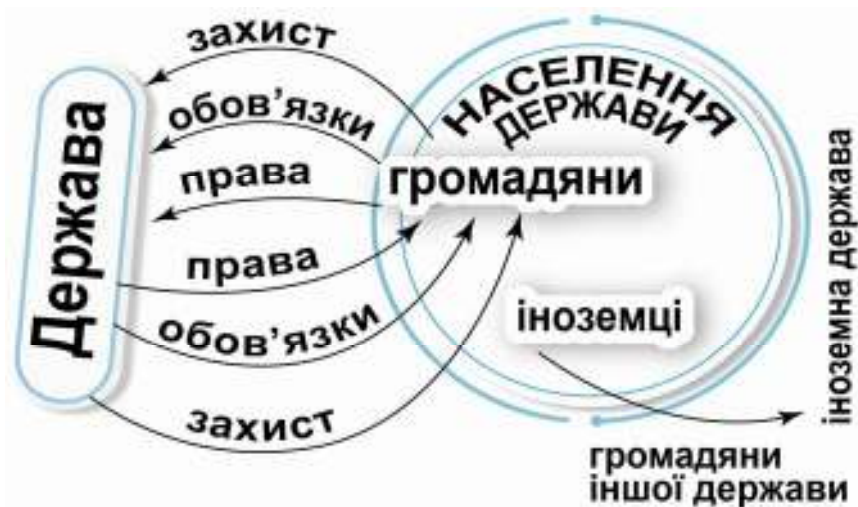 Держава
захист
обов’язки
права
права
обов’язки
захист
НАСЕЛЕННЯ
ДЕРЖАВИ
громадяни
іноземці
іноземна держава
громадяни
іншої держави